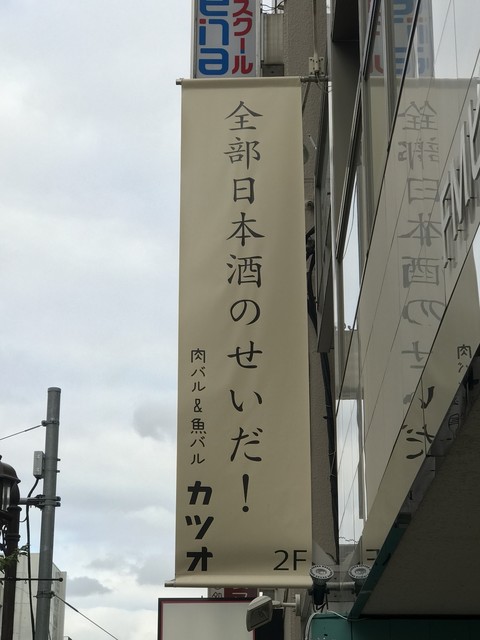 スクール
ena
全部日本酒のせいだ!
肉バル&魚バル
カツオ
2F